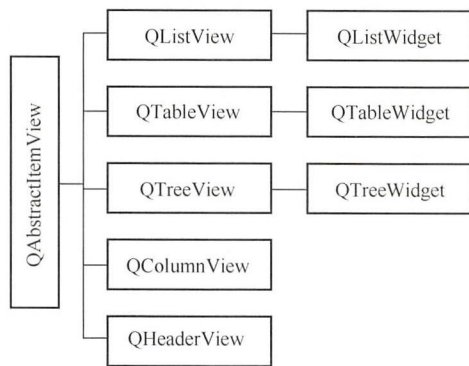 QAbstractItemView
QListView
QListWidget
QTableView
QTableWidget
QTreeView
QTreeWidget
QColumnView
QHeaderView